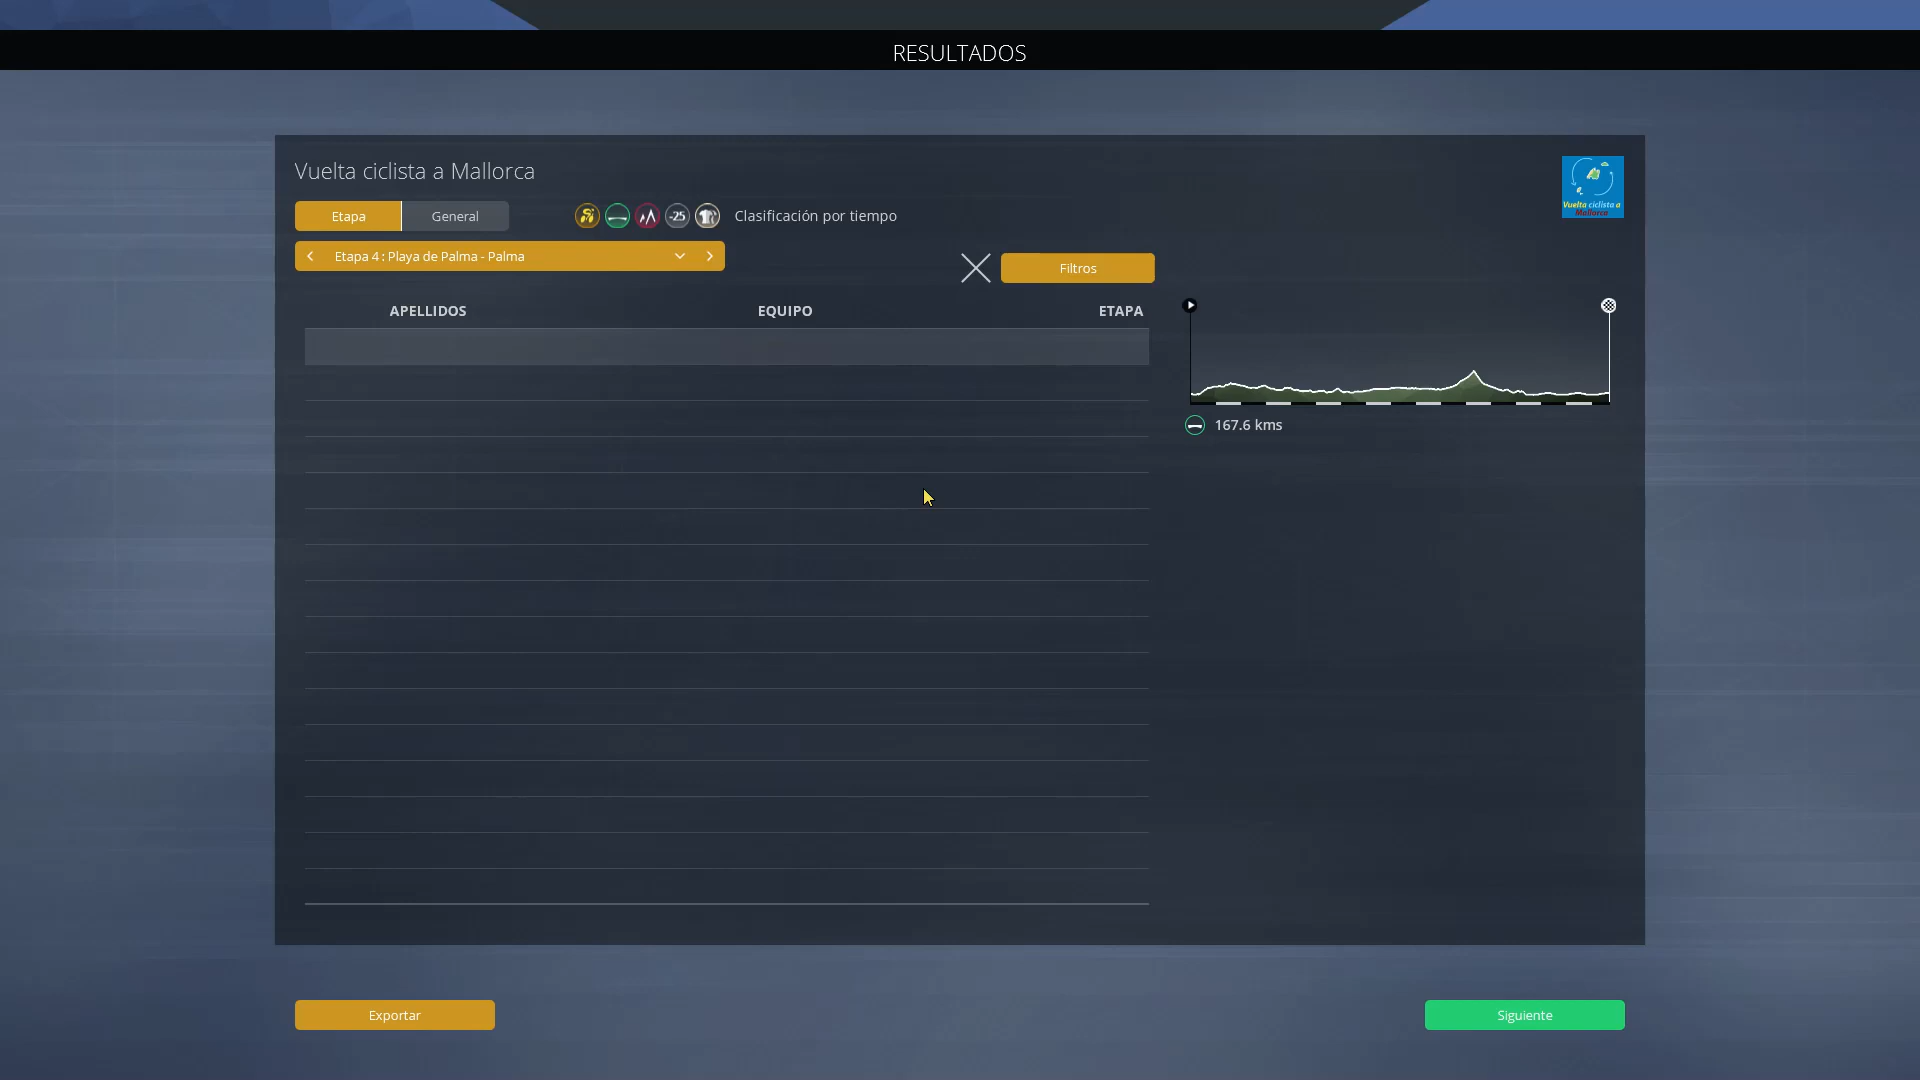 RESULTADOS
Vuelta ciclista a Mallorca
Vuelta ciclista a
Mallorca
Etapa
General
-25
Clasificación por tiempo
Etapa 4 : Playa de Palma - Palma
Filtros
APELLIDOS
EQUIPO
ETAPA
167.6 kms
Exportar
Siguiente